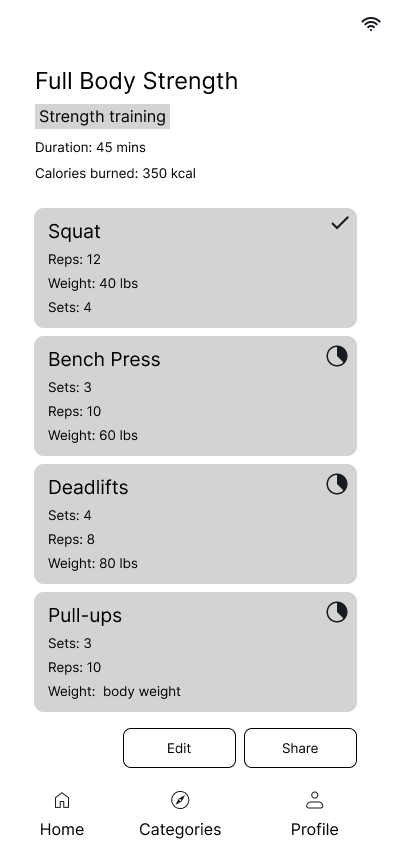 Full Body Strength
Strength training
Duration: 45 mins
Calories burned: 350 kcal
Squat
Reps: 12
Weight: 40 lbs
Sets: 4
Bench Press
Sets: 3
Reps: 10
Weight: 60 lbs
Deadlifts
Sets: 4
Reps: 8
Weight: 80 lbs
Pull-ups
Sets: 3
Reps: 10
Weight:  body weight
Edit Share
Home Categories Profile